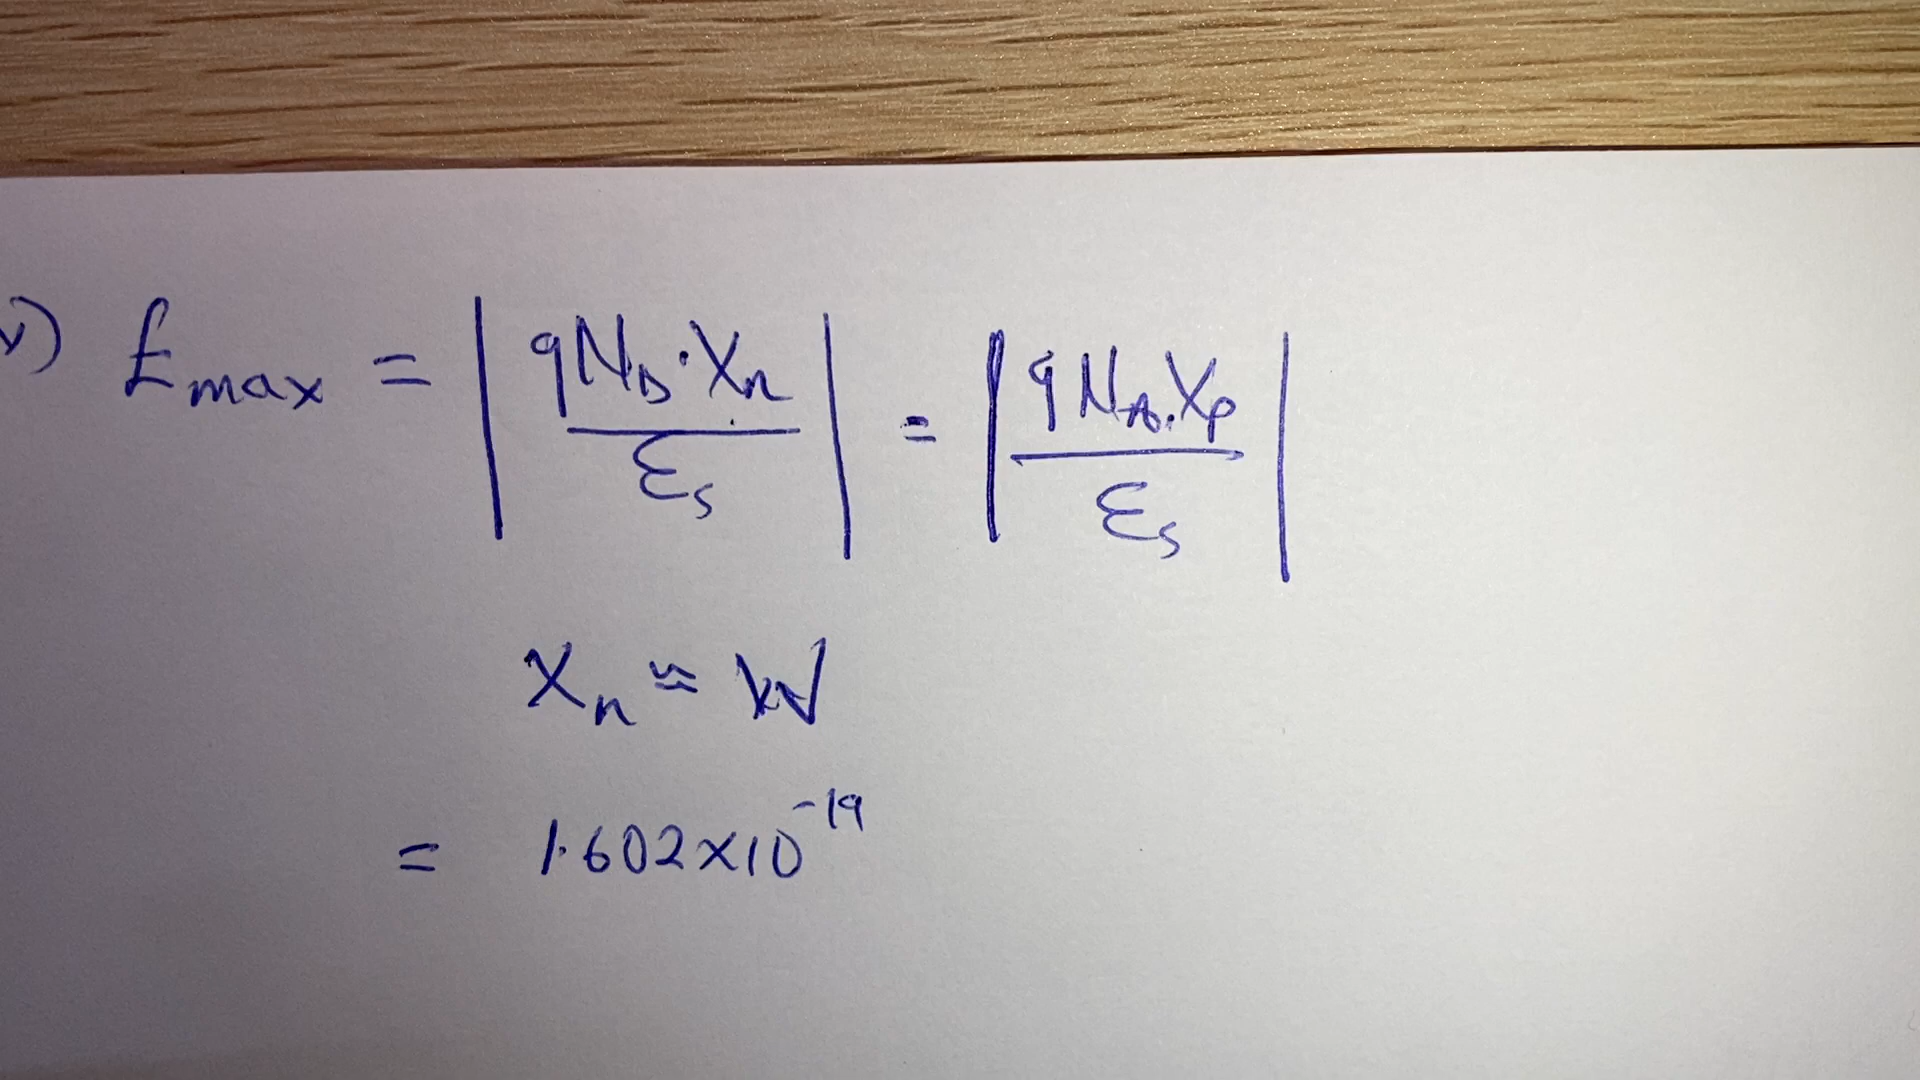 v) Emax = | qND·Xn / εs | = | qNA·Xp / εs |
Xn ≈ W
= 1.602×10⁻¹⁹